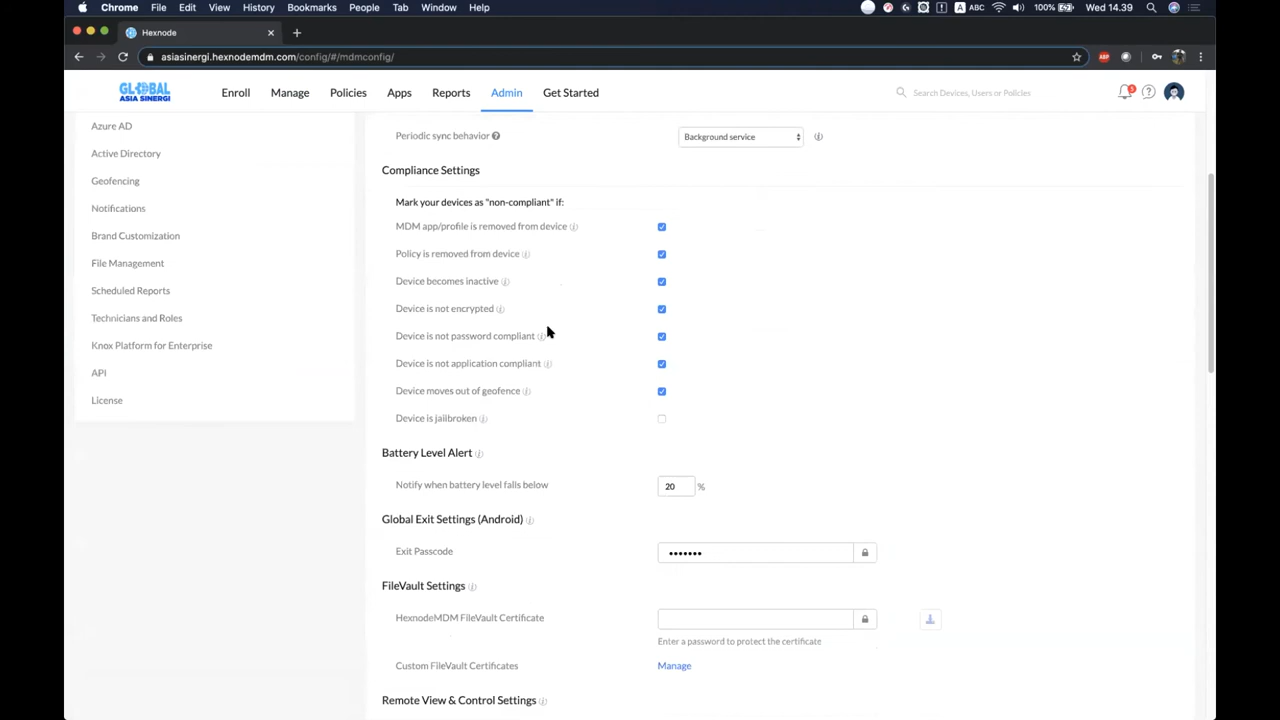 Chrome File Edit View History Bookmarks People Tab Window Help
A ABC 100% Wed 14.39
Hexnode
asiasinergi.hexnodemdm.com/config/#/mdmconfig/
ABP
GLOBAL
ASIA SINERGI
Enroll Manage Policies Apps Reports Admin Get Started
Search Devices, Users or Policies
Azure AD
Active Directory
Geofencing
Notifications
Brand Customization
File Management
Scheduled Reports
Technicians and Roles
Knox Platform for Enterprise
API
License
Periodic sync behavior
Background service
Compliance Settings
Mark your devices as "non-compliant" if:
MDM app/profile is removed from device
Policy is removed from device
Device becomes inactive
Device is not encrypted
Device is not password compliant
Device is not application compliant
Device moves out of geofence
Device is jailbroken
Battery Level Alert
Notify when battery level falls below 20 %
Global Exit Settings (Android)
Exit Passcode •••••••
FileVault Settings
HexnodeMDM FileVault Certificate
Enter a password to protect the certificate
Custom FileVault Certificates Manage
Remote View & Control Settings